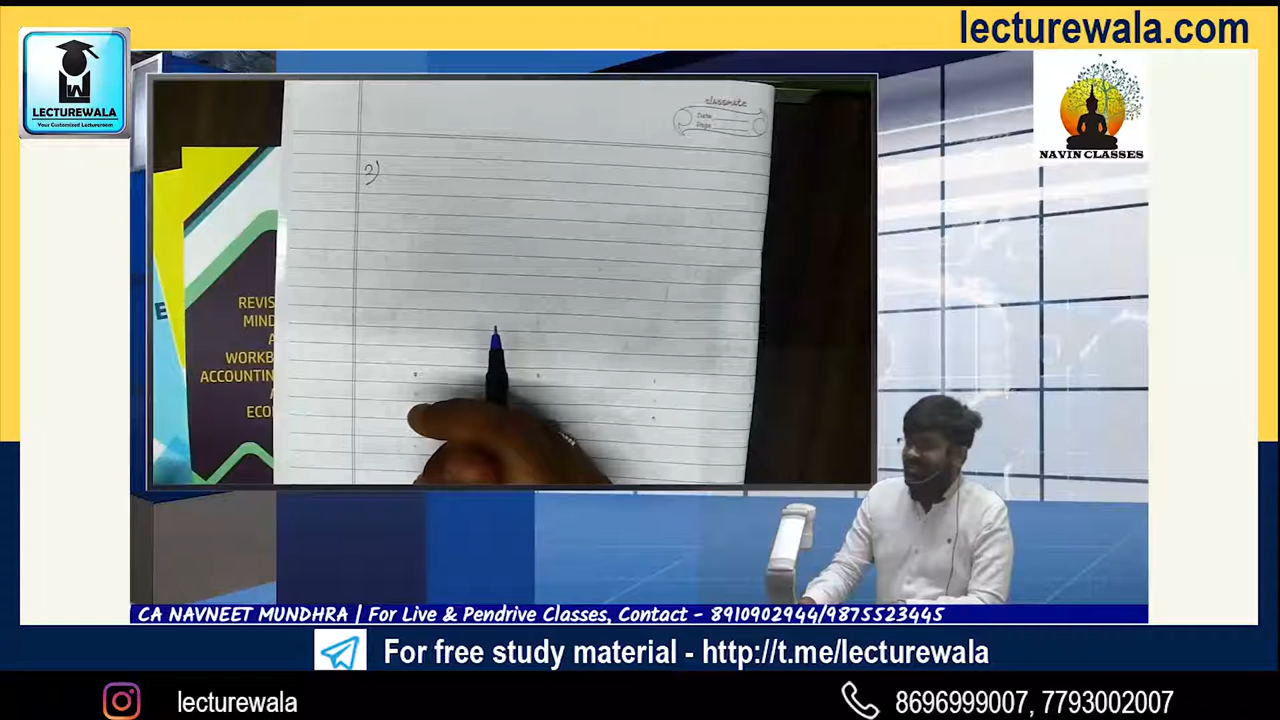 lecturewala.com
LECTUREWALA
Your Customized Lectureroom
classmate
Date
Page
2)
NAVIN CLASSES
E
REVIS
MIND
A
WORKB
ACCOUNTIN
A
ECO
CA NAVNEET MUNDHRA | For Live & Pendrive Classes, Contact - 8910902944/9875523445
For free study material - http://t.me/lecturewala
lecturewala
8696999007, 7793002007